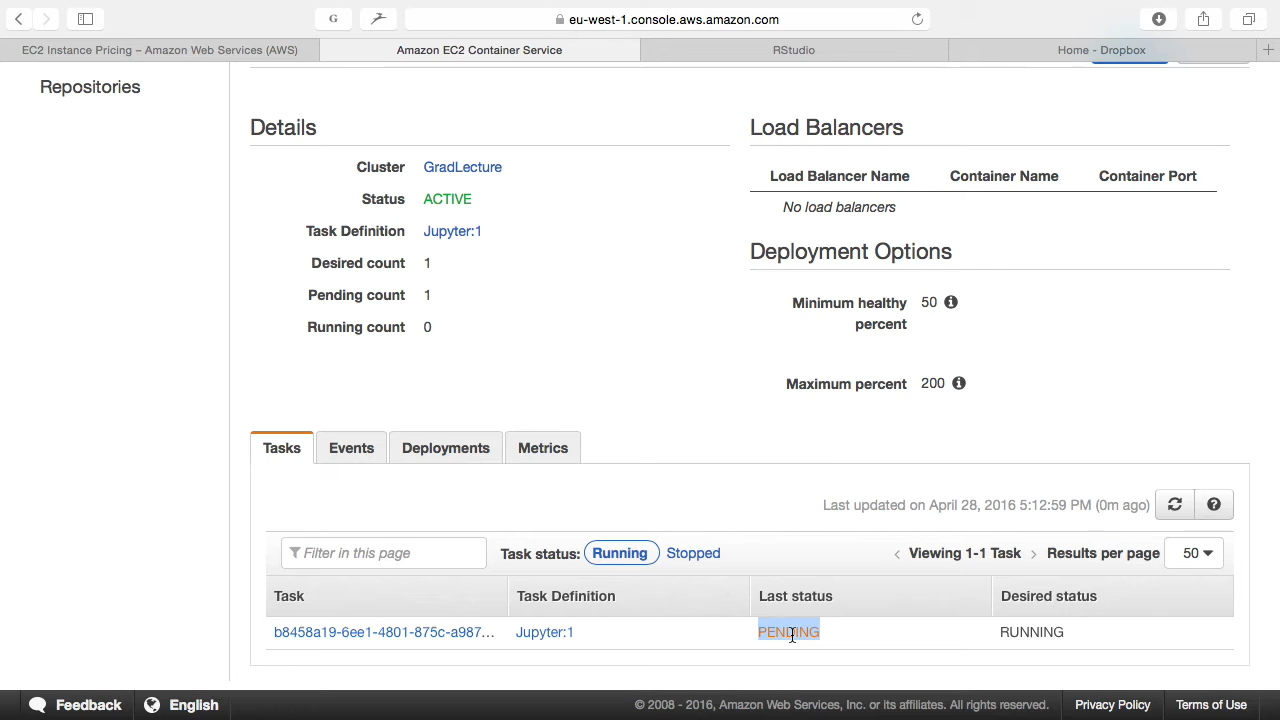 G
eu-west-1.console.aws.amazon.com
EC2 Instance Pricing – Amazon Web Services (AWS)
Amazon EC2 Container Service
RStudio
Home - Dropbox
Repositories
Details
Cluster GradLecture
Status ACTIVE
Task Definition Jupyter:1
Desired count 1
Pending count 1
Running count 0
Load Balancers
Load Balancer Name Container Name Container Port
No load balancers
Deployment Options
Minimum healthy 50
percent
Maximum percent 200
Tasks Events Deployments Metrics
Last updated on April 28, 2016 5:12:59 PM (0m ago)
Filter in this page Task status: Running Stopped < Viewing 1-1 Task > Results per page 50
Task Task Definition Last status Desired status
b8458a19-6ee1-4801-875c-a987... Jupyter:1 PENDING RUNNING
Feedback English © 2008 - 2016, Amazon Web Services, Inc. or its affiliates. All rights reserved. Privacy Policy Terms of Use